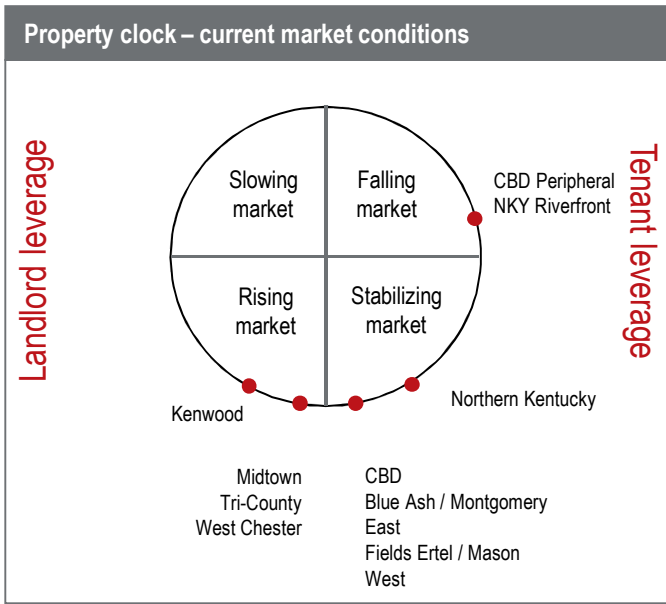 Property clock – current market conditions
Landlord leverage
Tenant leverage
Slowing
market
Falling
market
CBD Peripheral
NKY Riverfront
Rising
market
Stabilizing
market
Kenwood
Northern Kentucky
Midtown
Tri-County
West Chester
CBD
Blue Ash / Montgomery
East
Fields Ertel / Mason
West